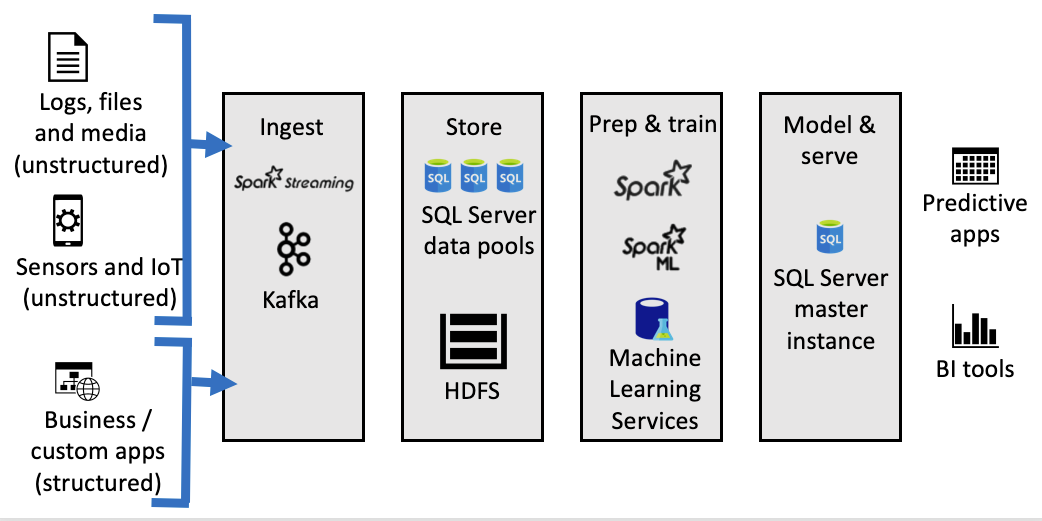 Logs, files
and media
(unstructured)
Sensors and IoT
(unstructured)
Business /
custom apps
(structured)
Ingest
Spark Streaming
Kafka
Store
SQL SQL SQL
SQL Server
data pools
HDFS
Prep & train
Spark
Spark
ML
Machine
Learning
Services
Model &
serve
SQL
SQL Server
master
instance
Predictive
apps
BI tools